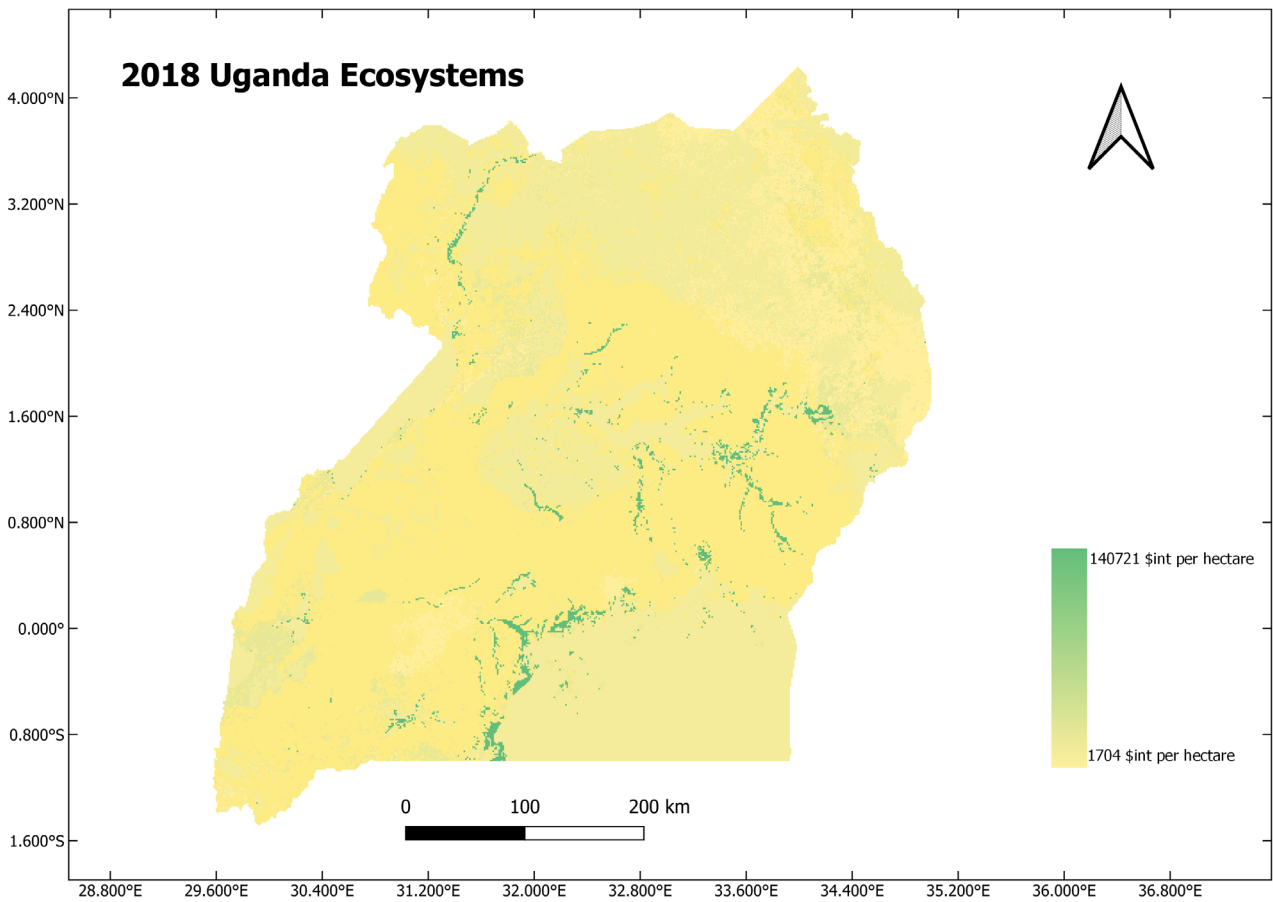 2018 Uganda Ecosystems
4.000°N
3.200°N
2.400°N
1.600°N
0.800°N
0.000°
0.800°S
1.600°S
140721 $int per hectare
1704 $int per hectare
0 100 200 km
28.800°E 29.600°E 30.400°E 31.200°E 32.000°E 32.800°E 33.600°E 34.400°E 35.200°E 36.000°E 36.800°E